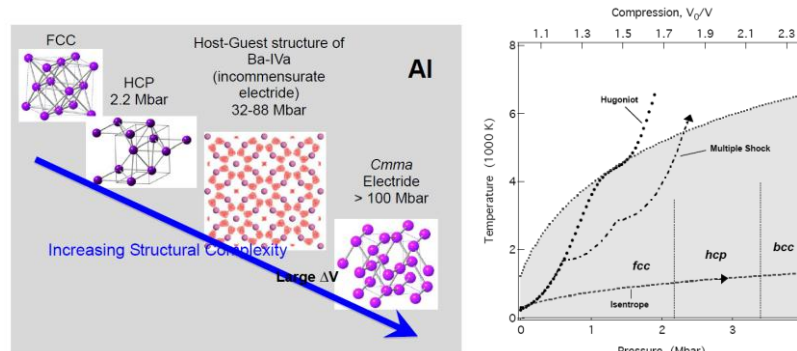 FCC
HCP
2.2 Mbar
Host-Guest structure of
Ba-IVa
(incommensurate
electride)
32-88 Mbar
Al
Cmma
Electride
> 100 Mbar
Increasing Structural Complexity
Large ΔV
Compression, V₀/V
1.1 1.3 1.5 1.7 1.9 2.1 2.3
8
6
4
2
0
Temperature (1000 K)
Hugoniot
Multiple Shock
fcc
hcp
bcc
Isentrope
0 1 2 3
Pressure (Mbar)